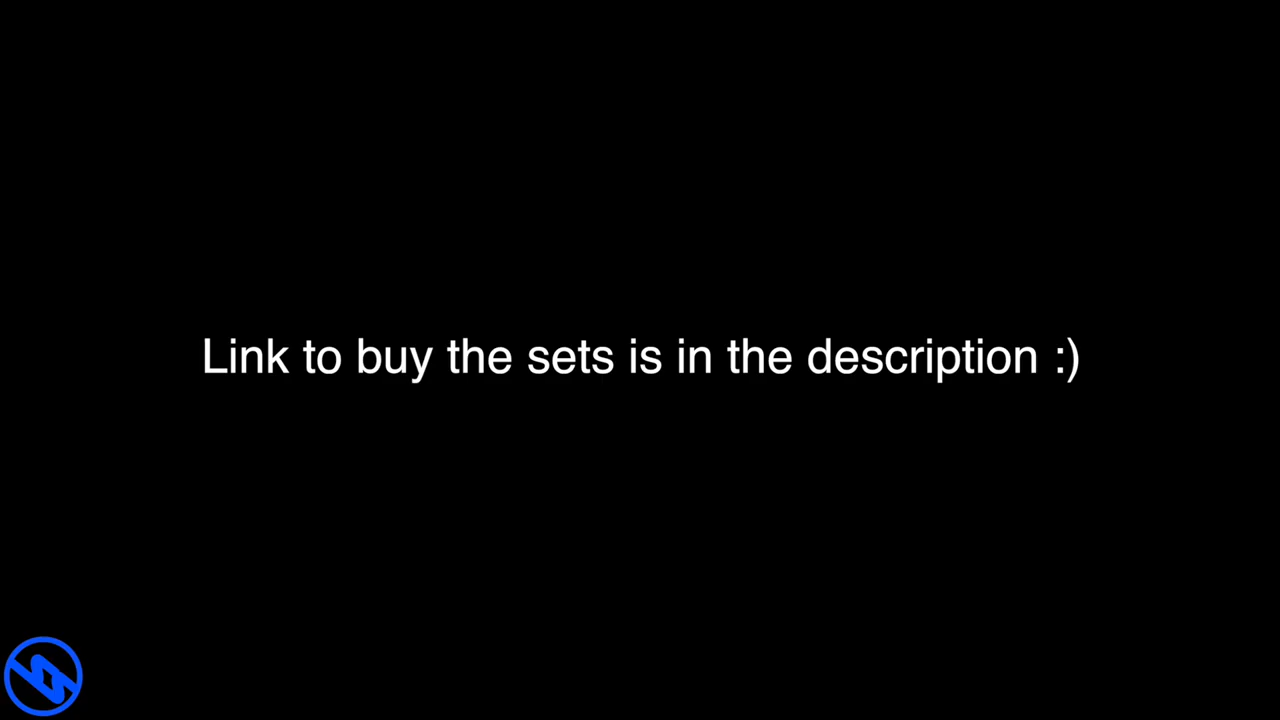 Link to buy the sets is in the description :)